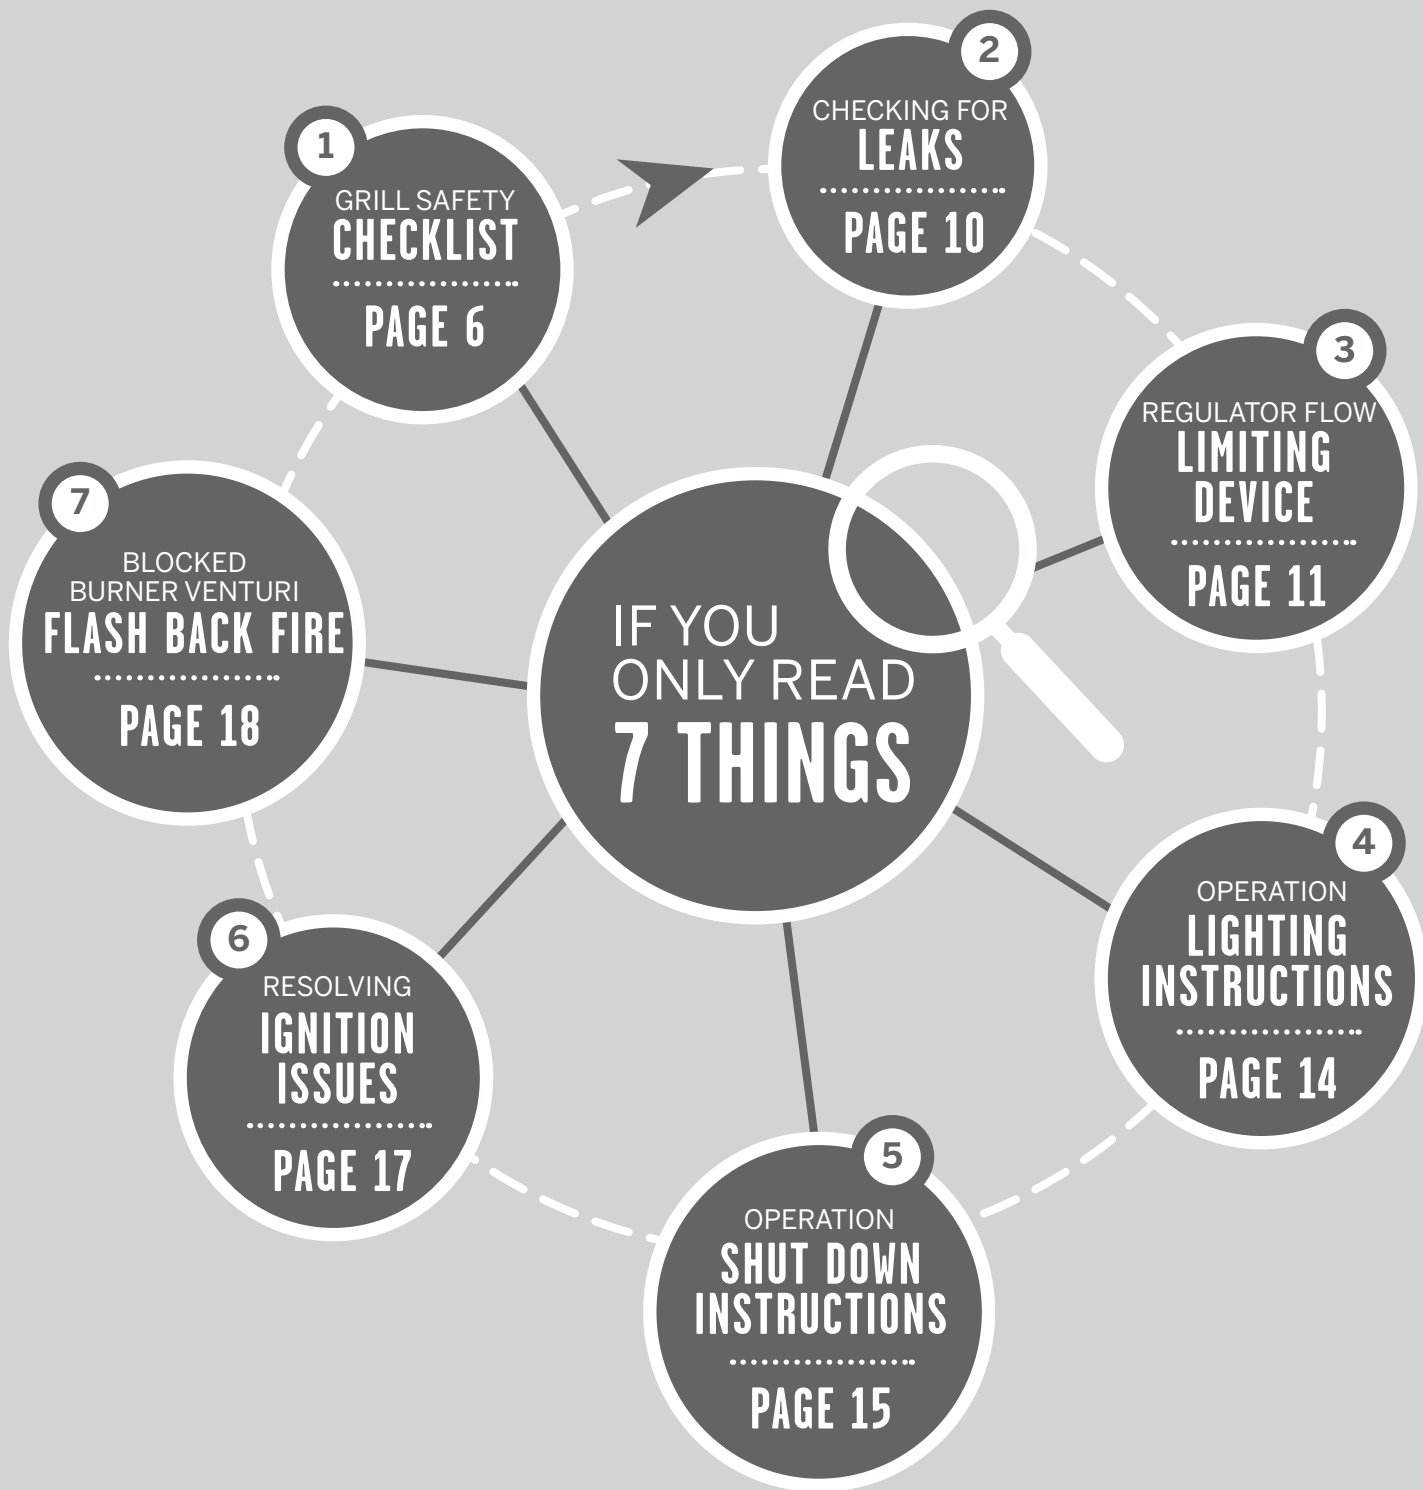 IF YOU
ONLY READ
7 THINGS
1
GRILL SAFETY
CHECKLIST
PAGE 6
2
CHECKING FOR
LEAKS
PAGE 10
3
REGULATOR FLOW
LIMITING
DEVICE
PAGE 11
4
OPERATION
LIGHTING
INSTRUCTIONS
PAGE 14
5
OPERATION
SHUT DOWN
INSTRUCTIONS
PAGE 15
6
RESOLVING
IGNITION
ISSUES
PAGE 17
7
BLOCKED
BURNER VENTURI
FLASH BACK FIRE
PAGE 18